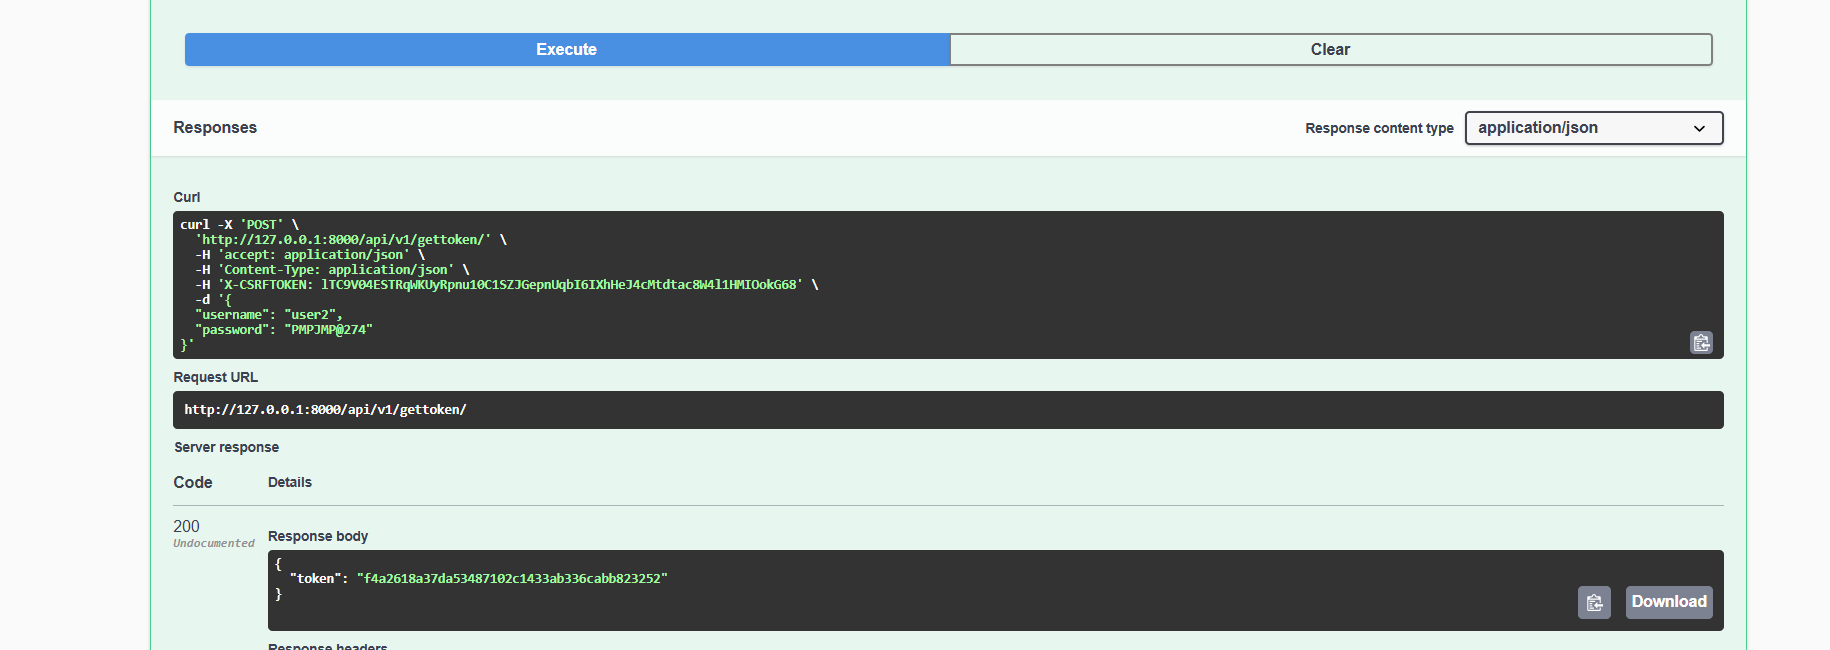 Execute
Clear
Responses
Response content type
application/json
Curl
curl -X 'POST' \
'http://127.0.0.1:8000/api/v1/gettoken/' \
-H 'accept: application/json' \
-H 'Content-Type: application/json' \
-H 'X-CSRFTOKEN: lTC9V04ESTRqWKUyRpnu10C1SZJGepnUqbI6IXhHeJ4cMtdtac8W4l1HMIOokG68' \
-d '{
"username": "user2",
"password": "PMPJMP@274"
}'
Request URL
http://127.0.0.1:8000/api/v1/gettoken/
Server response
Code
Details
200
Undocumented
Response body
{
"token": "f4a2618a37da53487102c1433ab336cabb823252"
}
Download
Response headers